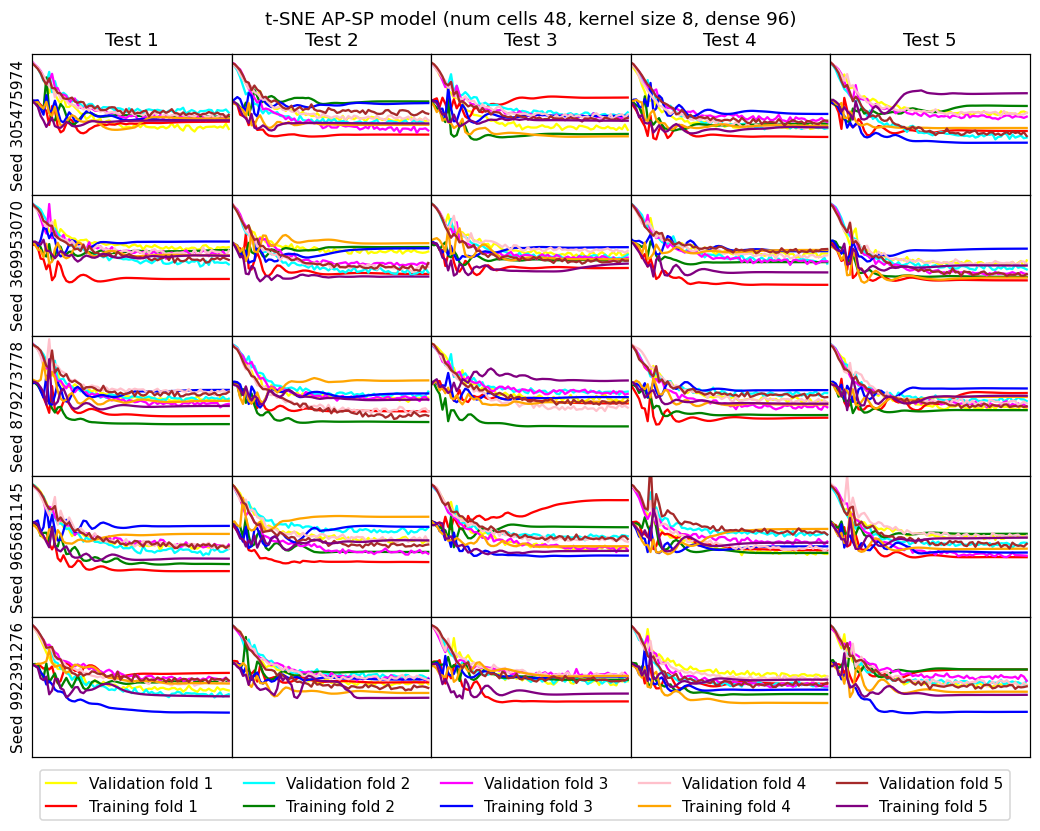 t-SNE AP-SP model (num cells 48, kernel size 8, dense 96)
Test 1 Test 2 Test 3 Test 4 Test 5
Seed 305475974
Seed 369953070
Seed 8779273778
Seed 965681145
Seed 992391276
Validation fold 1 Validation fold 2 Validation fold 3 Validation fold 4 Validation fold 5
Training fold 1 Training fold 2 Training fold 3 Training fold 4 Training fold 5